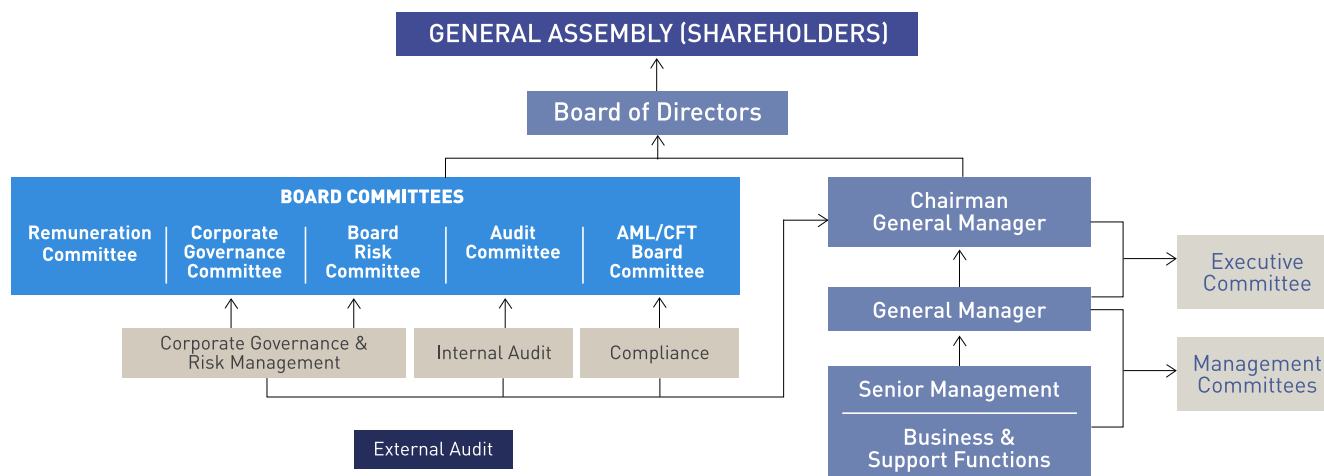 GENERAL ASSEMBLY (SHAREHOLDERS)
Board of Directors
BOARD COMMITTEES
Remuneration
Committee
Corporate
Governance
Committee
Board
Risk
Committee
Audit
Committee
AML/CFT
Board
Committee
Chairman
General Manager
Executive
Committee
General Manager
Corporate Governance &
Risk Management
Internal Audit
Compliance
Management
Committees
Senior Management
Business &
Support Functions
External Audit